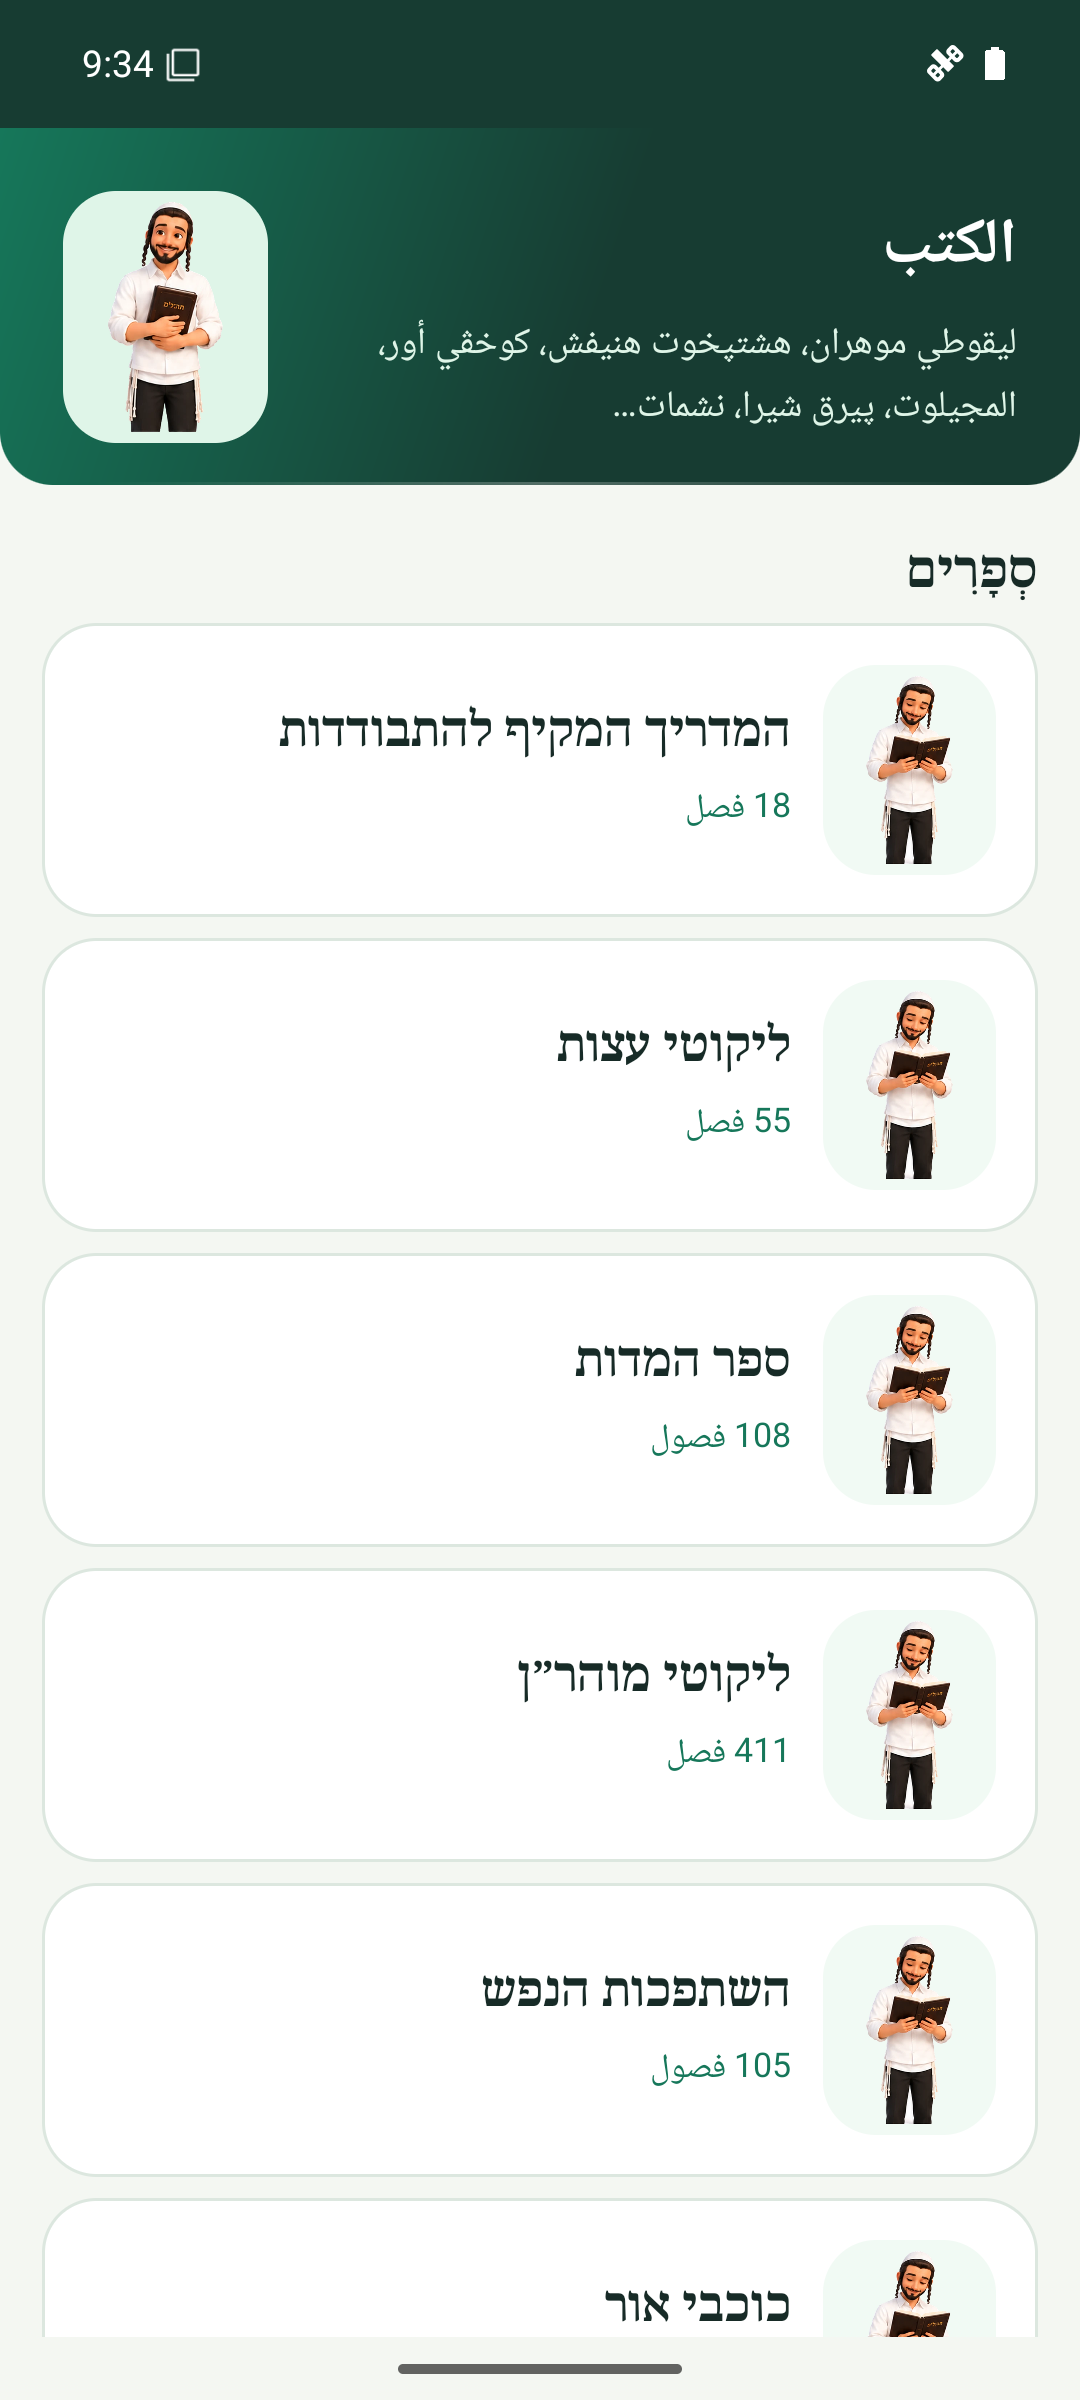 9:34
الكتب
ليقوطي موهران، هشتپخوت هنيفش، كوخڤي أور،
المجيلوت، پيرق شيرا، نشمات...
סְפָרִים
המדריך המקיף להתבודדות
18 فصل
ליקוטי עצות
55 فصل
ספר המדות
108 فصول
ליקוטי מוהר״ן
411 فصل
השתפכות הנפש
105 فصول
כוכבי אור